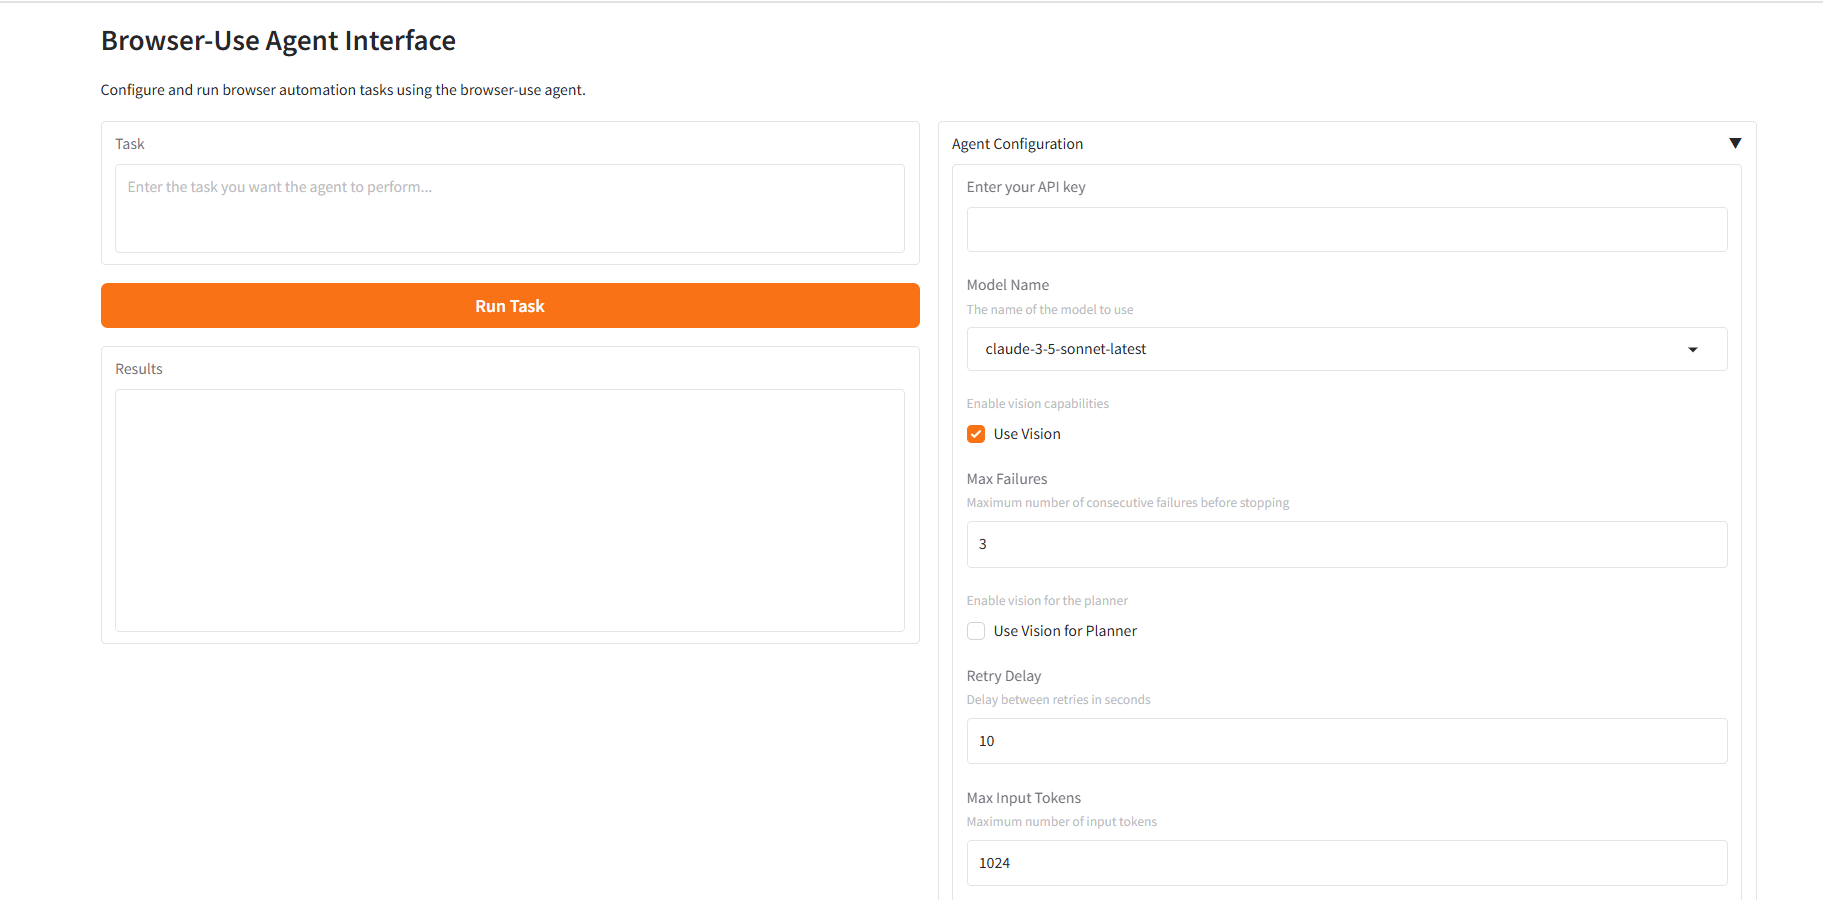 Browser-Use Agent Interface
Configure and run browser automation tasks using the browser-use agent.
Task
Enter the task you want the agent to perform...
Run Task
Results
Agent Configuration
Enter your API key
Model Name
The name of the model to use
claude-3-5-sonnet-latest
Enable vision capabilities
Use Vision
Max Failures
Maximum number of consecutive failures before stopping
3
Enable vision for the planner
Use Vision for Planner
Retry Delay
Delay between retries in seconds
10
Max Input Tokens
Maximum number of input tokens
1024